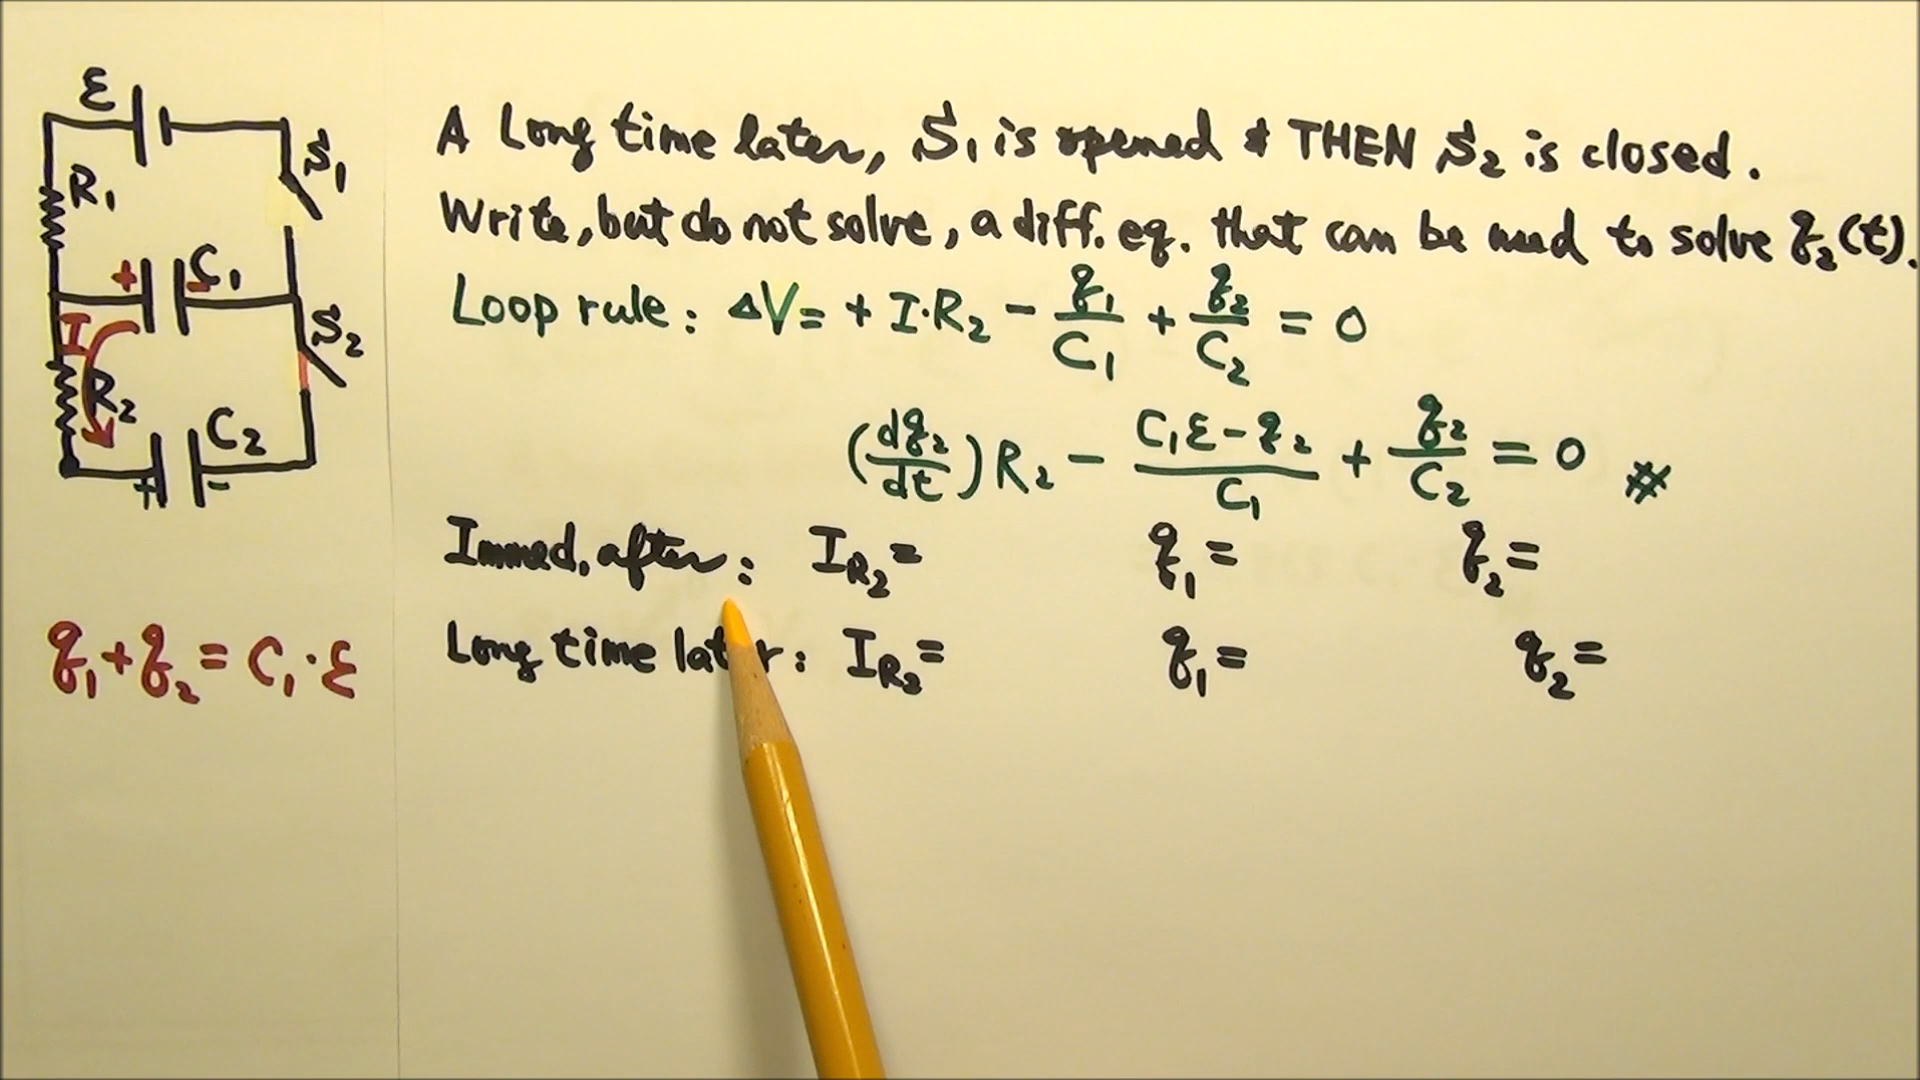 ε
S₁
R₁
+ C₁ -
I
S₂
R₂
C₂
+ -
q₁+q₂ = C₁·ε
A Long time later, S₁ is opened & THEN S₂ is closed.
Write, but do not solve, a diff. eq. that can be used to solve q₂(t).
Loop rule: ΔV= + I·R₂ - q₁/C₁ + q₂/C₂ = 0
(dq₂/dt)R₂ - (C₁ε-q₂)/C₁ + q₂/C₂ = 0 #
Immed. after: I_R₂= q₁= q₂=
Long time later: I_R₂= q₁= q₂=